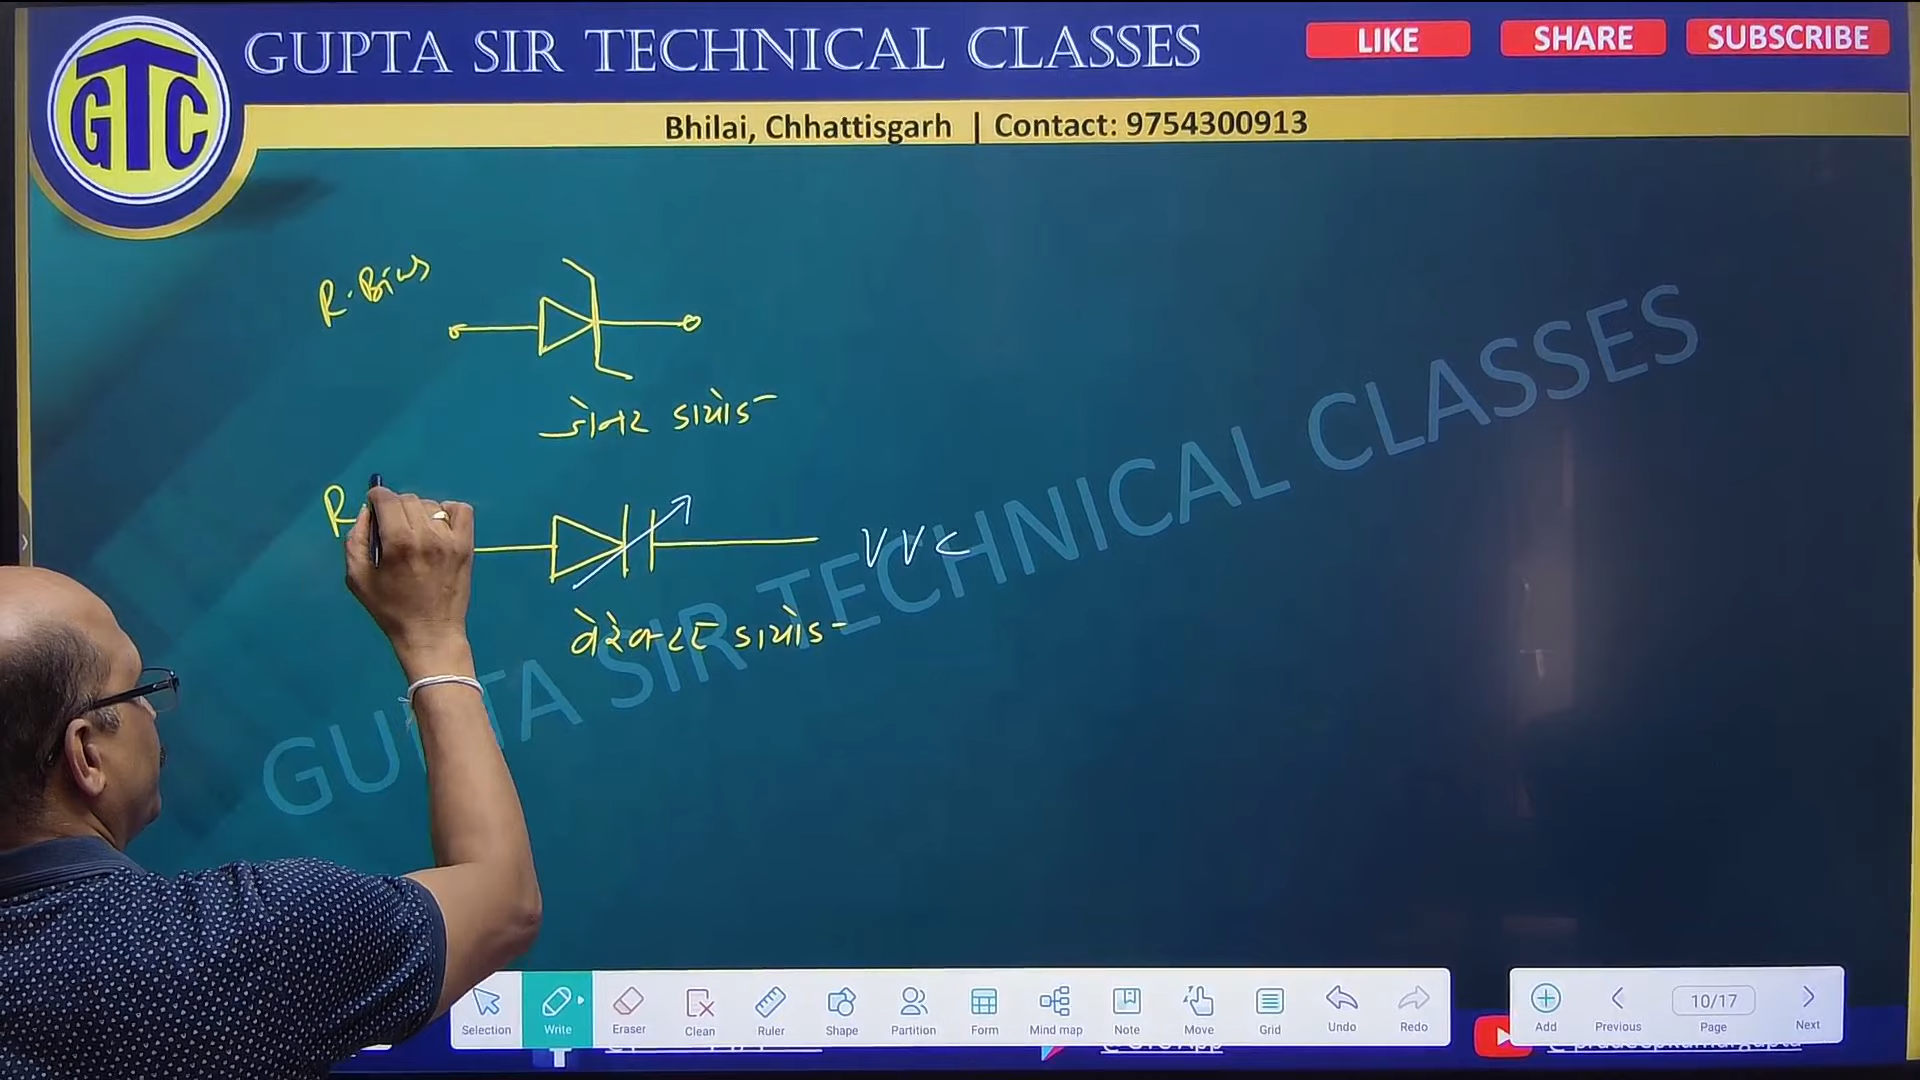 GTC
GUPTA SIR TECHNICAL CLASSES
LIKE
SHARE
SUBSCRIBE
Bhilai, Chhattisgarh | Contact: 9754300913
R.Bias
जेनर डायोड
R
VVC
वेरेक्टर डायोड
GUPTA SIR TECHNICAL CLASSES
Selection
Write
Eraser
Clean
Ruler
Shape
Partition
Form
Mind map
Note
Move
Grid
Undo
Redo
Add
Previous
10/17
Page
Next